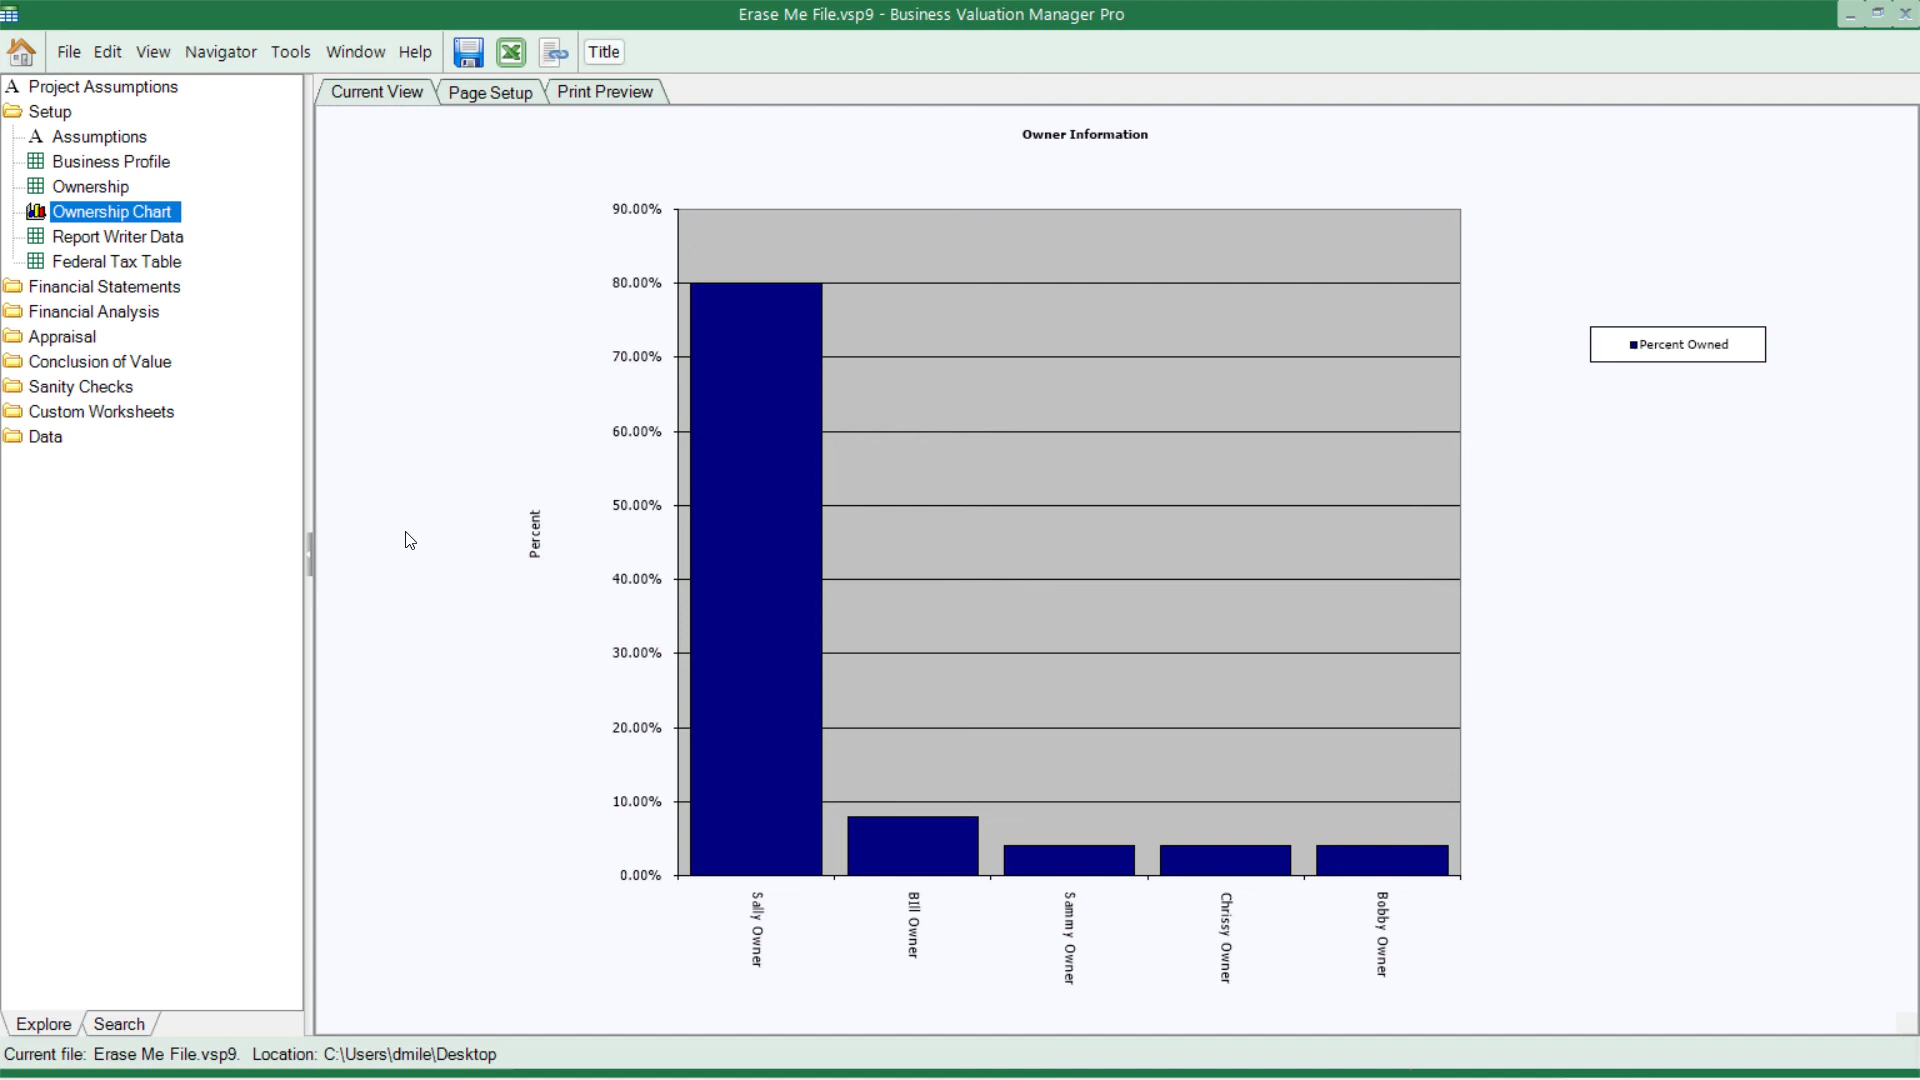 Erase Me File.vsp9 - Business Valuation Manager Pro
File Edit View Navigator Tools Window Help Title
A Project Assumptions
Setup
A Assumptions
Business Profile
Ownership
Ownership Chart
Report Writer Data
Federal Tax Table
Financial Statements
Financial Analysis
Appraisal
Conclusion of Value
Sanity Checks
Custom Worksheets
Data
Explore Search
Current View Page Setup Print Preview
Owner Information
Percent
90.00%
80.00%
70.00%
60.00%
50.00%
40.00%
30.00%
20.00%
10.00%
0.00%
Sally Owner
BIll Owner
Sammy Owner
Chrissy Owner
Bobby Owner
Percent Owned
Current file: Erase Me File.vsp9. Location: C:\Users\dmile\Desktop